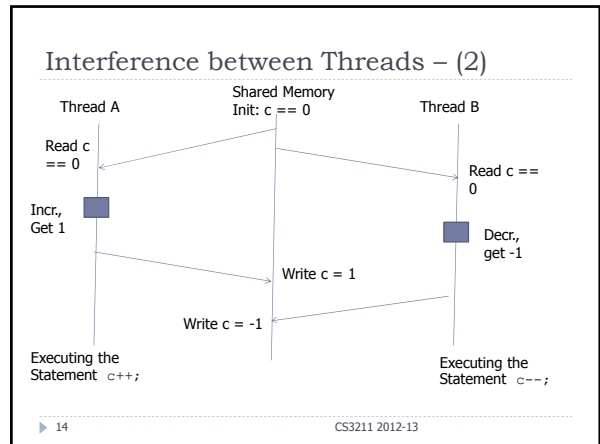 Interference between Threads – (2)
Shared Memory
Init: c == 0
Thread A
Thread B
Read c
== 0
Read c ==
0
Incr.,
Get 1
Decr.,
get -1
Write c = 1
Write c = -1
Executing the
Statement c++;
Executing the
Statement c--;
14
CS3211 2012-13